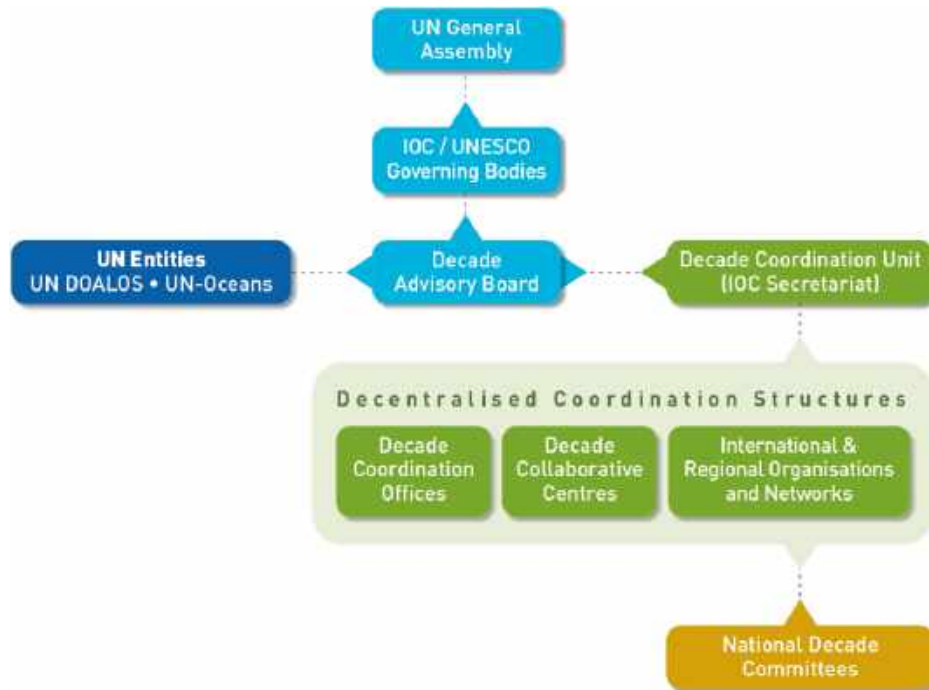 UN General
Assembly
IOC / UNESCO
Governing Bodies
UN Entities
UN DOALOS • UN-Oceans
Decade
Advisory Board
Decade Coordination Unit
(IOC Secretariat)
Decentralised Coordination Structures
Decade
Coordination
Offices
Decade
Collaborative
Centres
International &
Regional Organisations
and Networks
National Decade
Committees